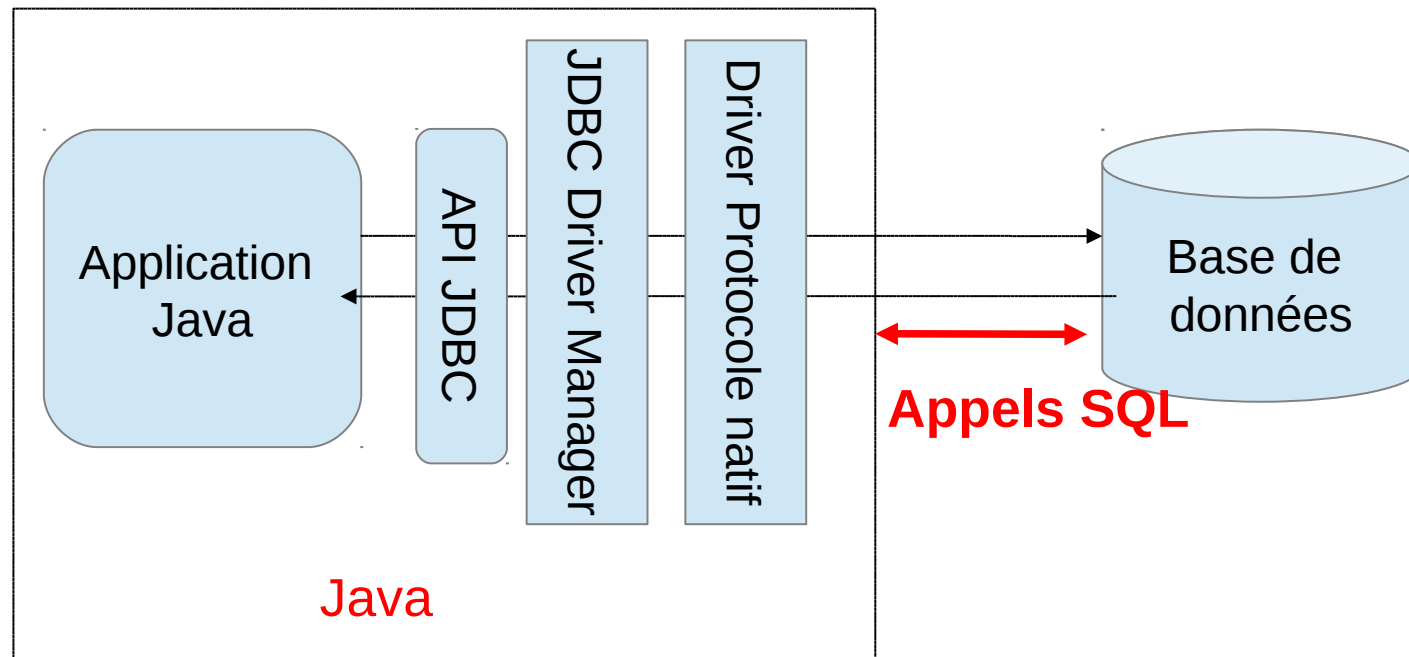 Application
Java
API JDBC
JDBC Driver Manager
Driver Protocole natif
Base de
données
Appels SQL
Java